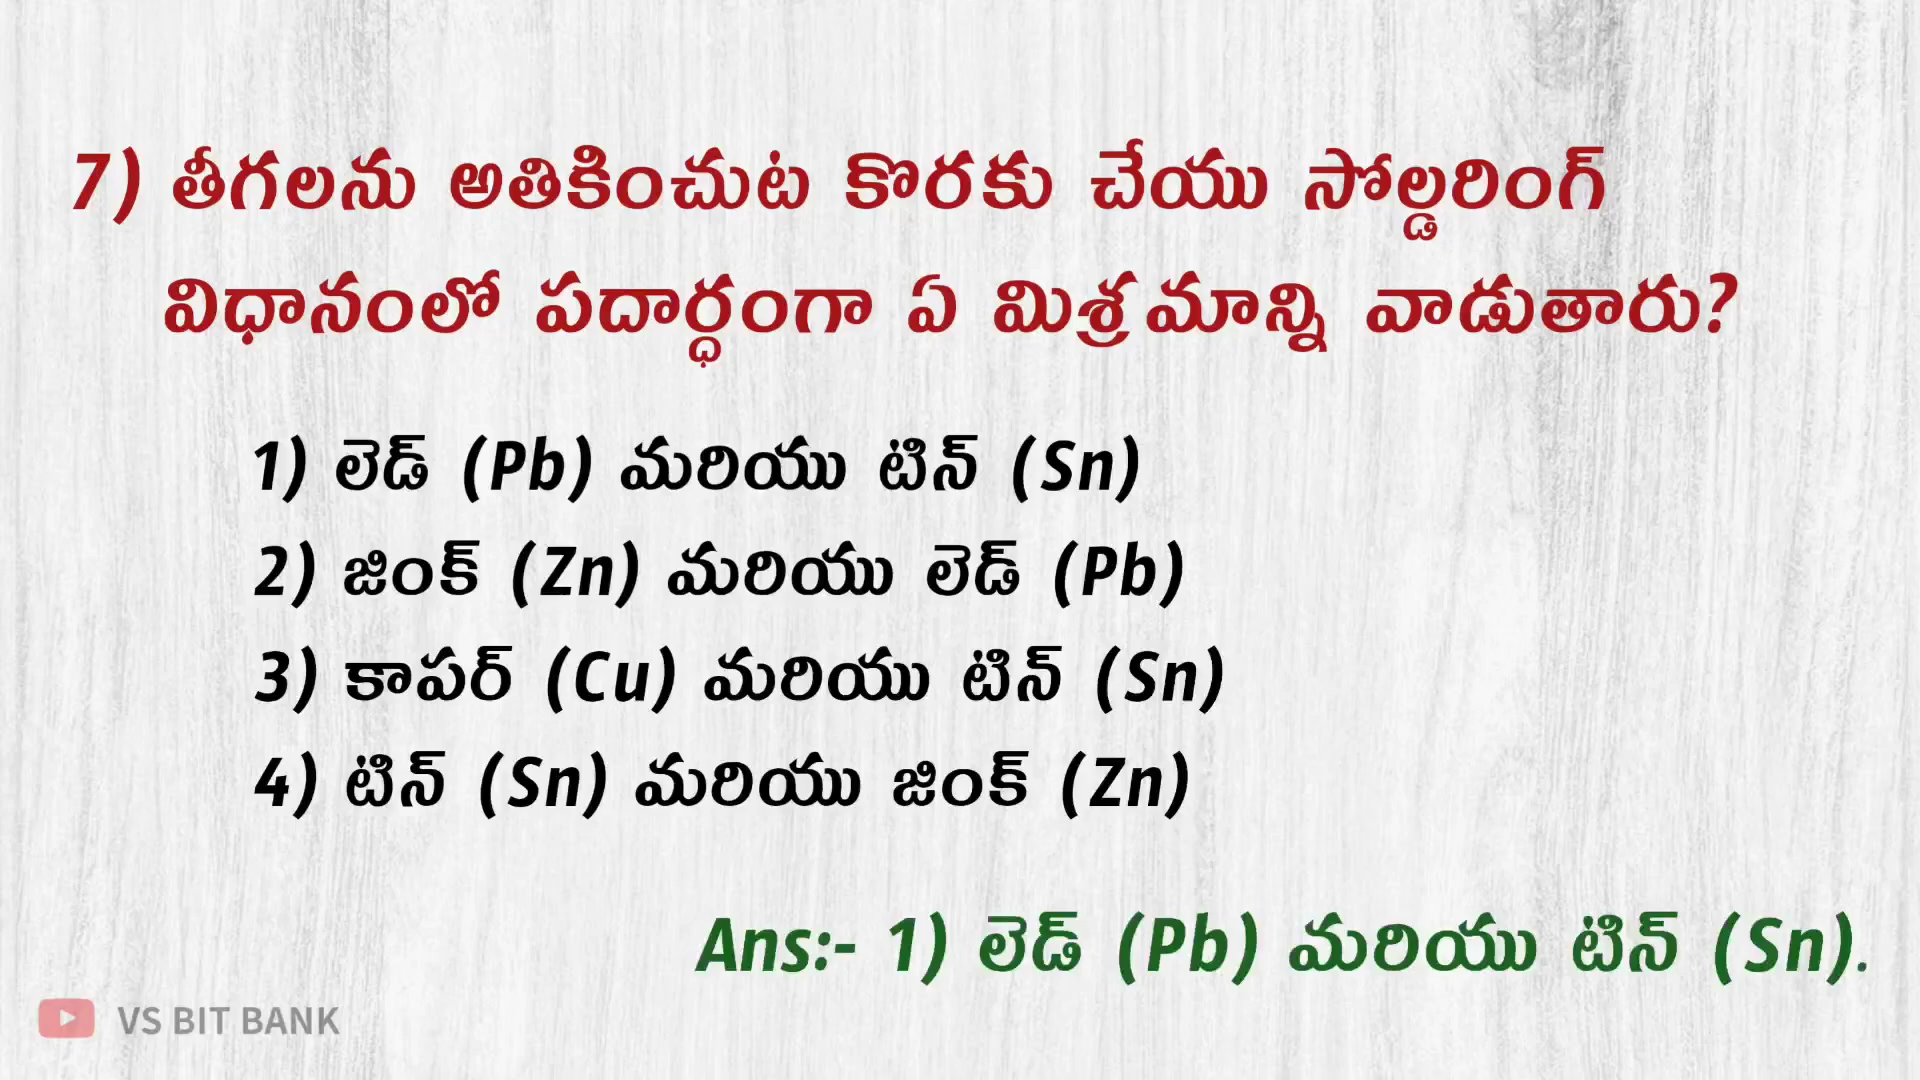 7) తీగలను అతికించుట కొరకు చేయు సోల్డరింగ్
విధానంలో పదార్ధంగా ఏ మిశ్రమాన్ని వాడుతారు?
1) లెడ్ (Pb) మరియు టిన్ (Sn)
2) జింక్ (Zn) మరియు లెడ్ (Pb)
3) కాపర్ (Cu) మరియు టిన్ (Sn)
4) టిన్ (Sn) మరియు జింక్ (Zn)
Ans:- 1) లెడ్ (Pb) మరియు టిన్ (Sn).
VS BIT BANK